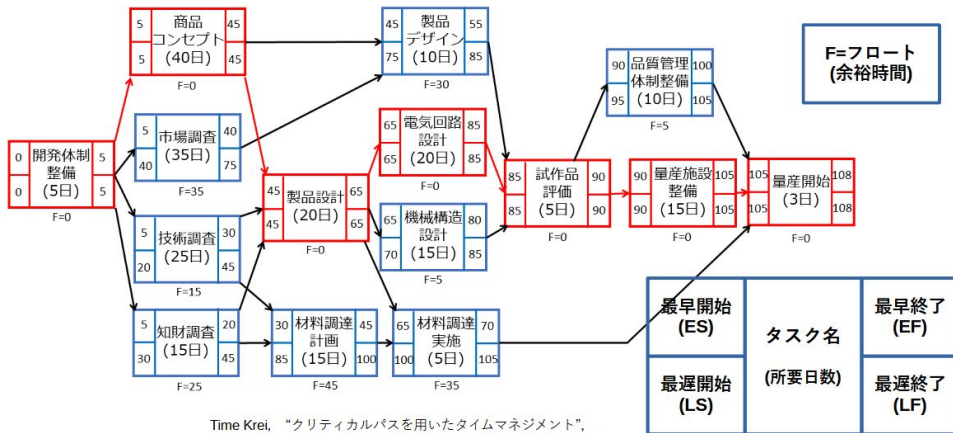 5
商品
コンセプト
(40日)
45
5
45
F=0
45
製品
デザイン
(10日)
55
75
85
F=30
90
品質管理
体制整備
(10日)
100
95
105
F=5
F=フロート
(余裕時間)
5
市場調査
(35日)
40
40
75
F=35
65
電気回路
設計
(20日)
85
65
85
F=0
0
開発体制
整備
(5日)
5
0
5
F=0
45
製品設計
(20日)
65
45
65
F=0
85
試作品
評価
(5日)
90
85
90
F=0
90
量産施設
整備
(15日)
105
90
105
F=0
105
量産開始
(3日)
108
105
108
F=0
5
技術調査
(25日)
30
20
45
F=15
65
機械構造
設計
(15日)
80
70
85
F=5
5
知財調査
(15日)
20
30
45
F=25
30
材料調達
計画
(15日)
45
85
100
F=45
65
材料調達
実施
(5日)
70
100
105
F=35
最早開始
(ES)
タスク名
(所要日数)
最早終了
(EF)
最遅開始
(LS)
最遅終了
(LF)
Time Krei, “クリティカルパスを用いたタイムマネジメント”,